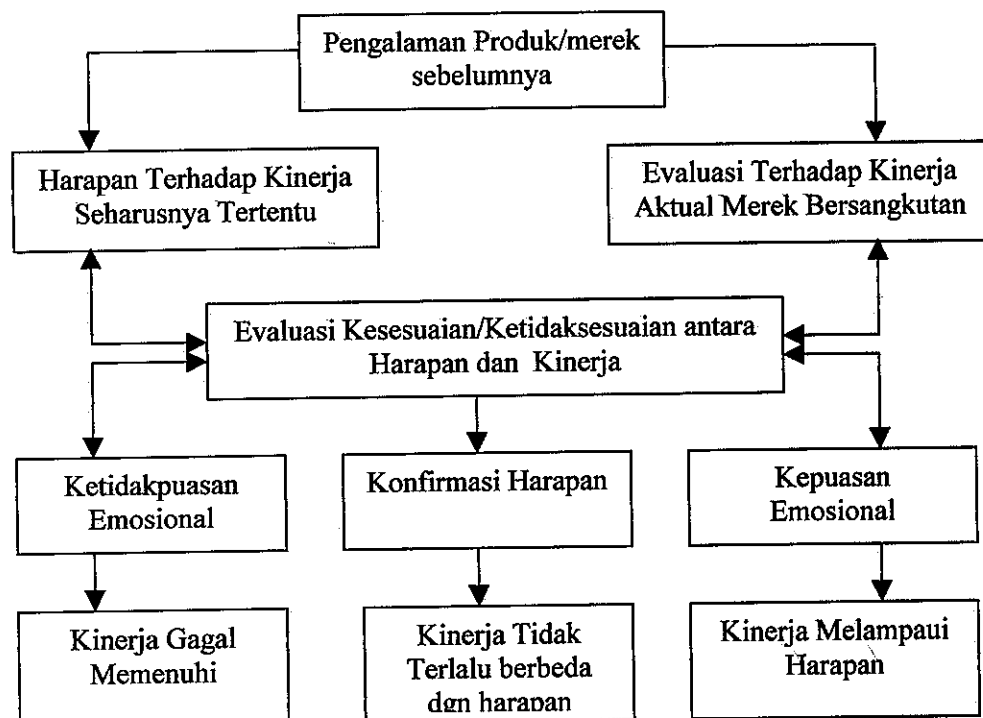 Pengalaman Produk/merek
sebelumnya
Harapan Terhadap Kinerja
Seharusnya Tertentu
Evaluasi Terhadap Kinerja
Aktual Merek Bersangkutan
Evaluasi Kesesuaian/Ketidaksesuaian antara
Harapan dan Kinerja
Ketidakpuasan
Emosional
Konfirmasi Harapan
Kepuasan
Emosional
Kinerja Gagal
Memenuhi
Kinerja Tidak
Terlalu berbeda
dgn harapan
Kinerja Melampaui
Harapan